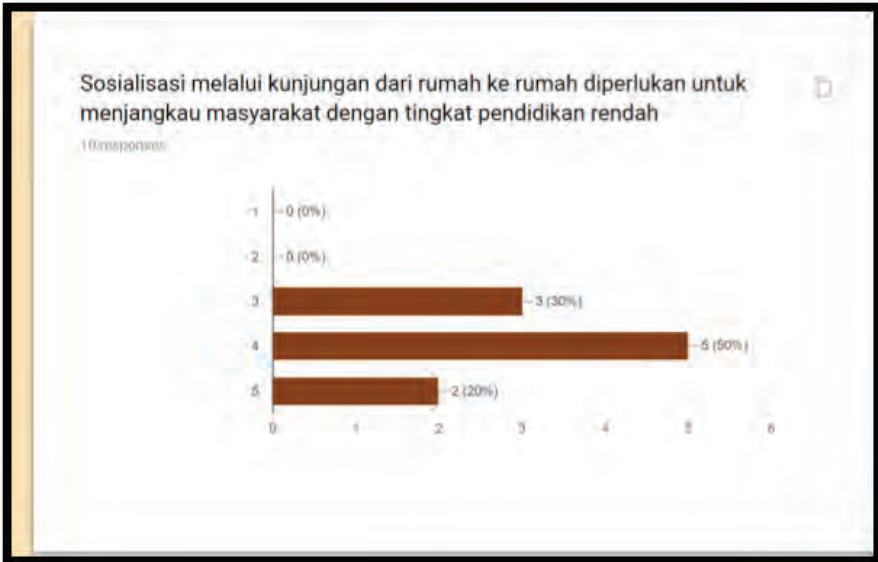 Sosialisasi melalui kunjungan dari rumah ke rumah diperlukan untuk
menjangkau masyarakat dengan tingkat pendidikan rendah
10 responses
1
0 (0%)
2
0 (0%)
3
3 (30%)
4
5 (50%)
5
2 (20%)
0 1 2 3 4 5 6